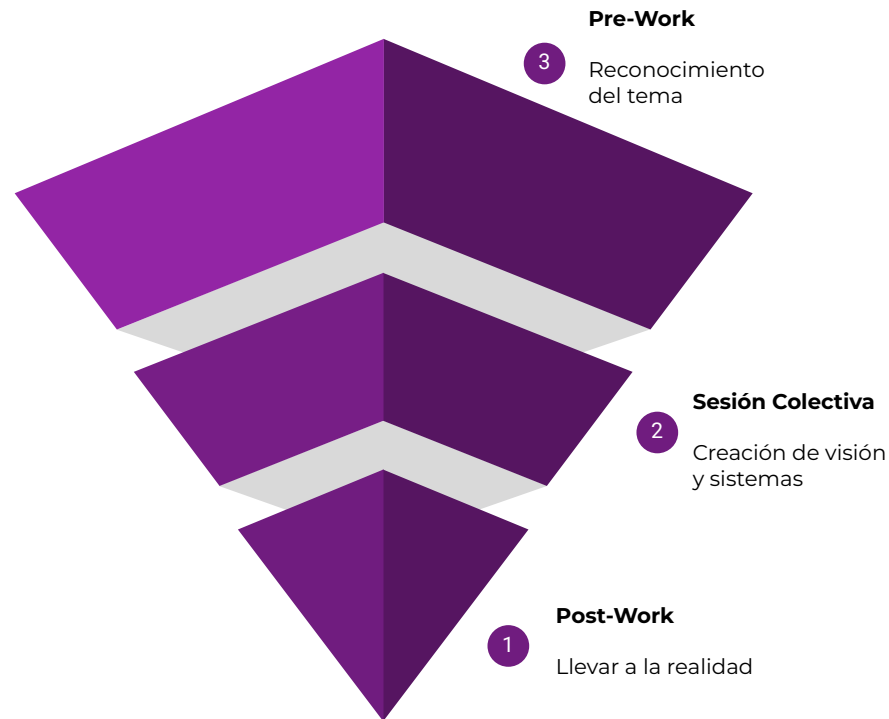 Pre-Work
3
Reconocimiento
del tema
Sesión Colectiva
2
Creación de visión
y sistemas
Post-Work
1
Llevar a la realidad